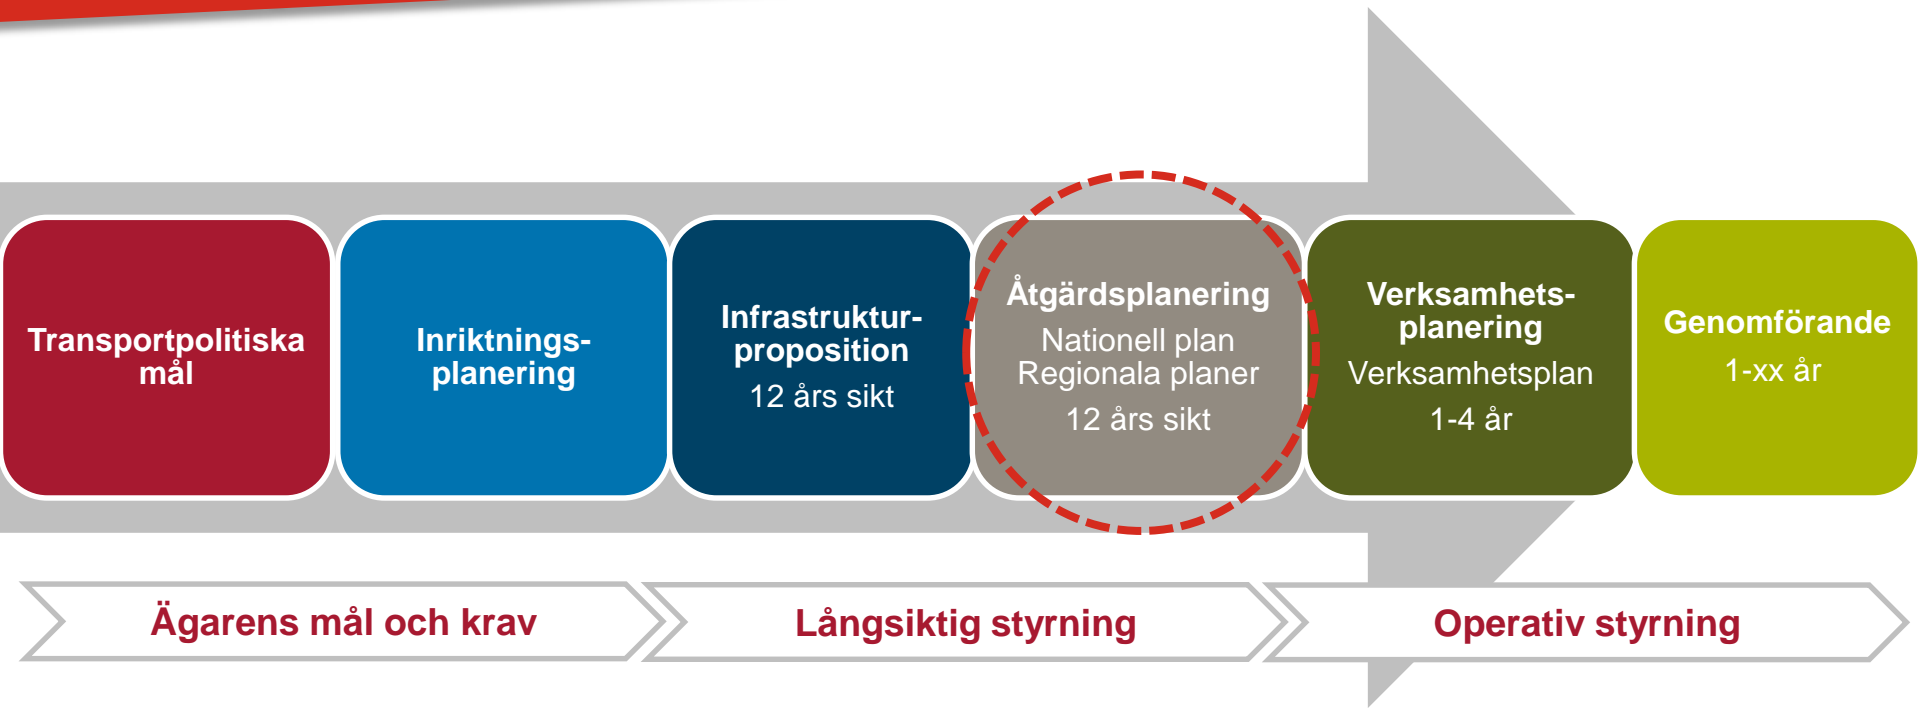 Transportpolitiska
mål
Inriktnings-
planering
Infrastruktur-
proposition
12 års sikt
Åtgärdsplanering
Nationell plan
Regionala planer
12 års sikt
Verksamhets-
planering
Verksamhetsplan
1-4 år
Genomförande
1-xx år
Ägarens mål och krav
Långsiktig styrning
Operativ styrning